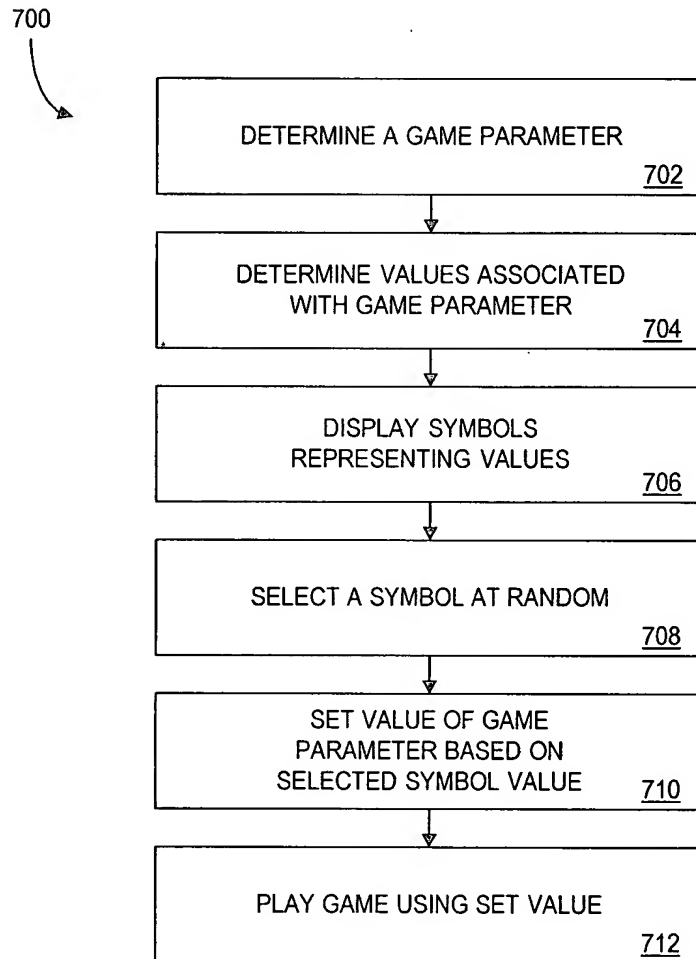 700
DETERMINE A GAME PARAMETER
702
DETERMINE VALUES ASSOCIATED
WITH GAME PARAMETER
704
DISPLAY SYMBOLS
REPRESENTING VALUES
706
SELECT A SYMBOL AT RANDOM
708
SET VALUE OF GAME
PARAMETER BASED ON
SELECTED SYMBOL VALUE
710
PLAY GAME USING SET VALUE
712